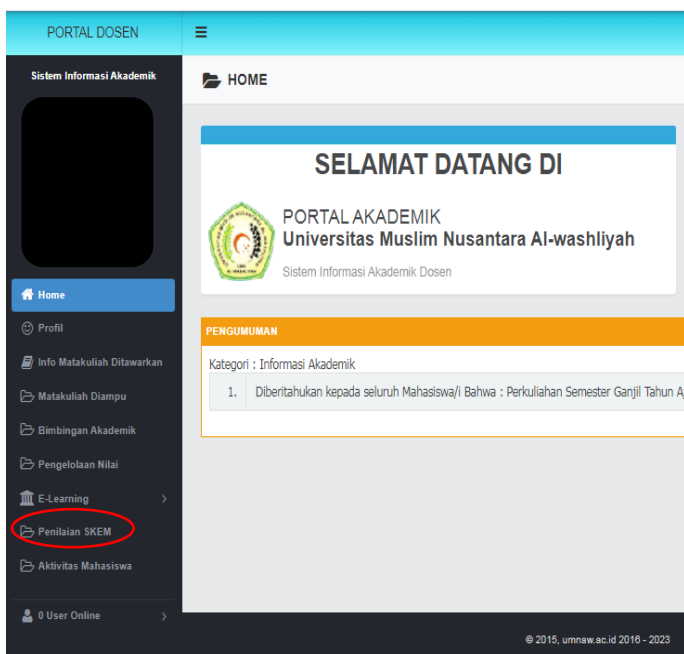 PORTAL DOSEN
Sistem Informasi Akademik
HOME
SELAMAT DATANG DI
PORTAL AKADEMIK
Universitas Muslim Nusantara Al-washliyah
Sistem Informasi Akademik Dosen
Home
Profil
Info Matakuliah Ditawarkan
Matakuliah Diampu
Bimbingan Akademik
Pengelolaan Nilai
E-Learning
Penilaian SKEM
Aktivitas Mahasiswa
0 User Online
PENGUMUMAN
Kategori : Informasi Akademik
1. Diberitahukan kepada seluruh Mahasiswa/i Bahwa : Perkuliahan Semester Ganjil Tahun
© 2015, umnaw.ac.id 2016 - 2023